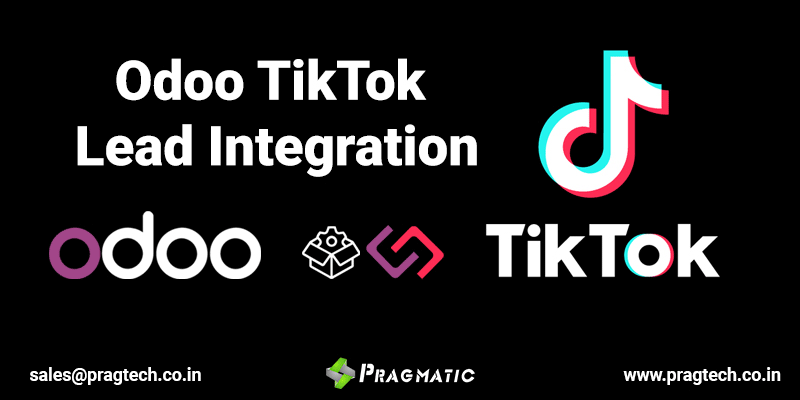 Odoo TikTok
Lead Integration
odoo
TikTok
sales@pragtech.co.in
PRAGMATIC
www.pragtech.co.in